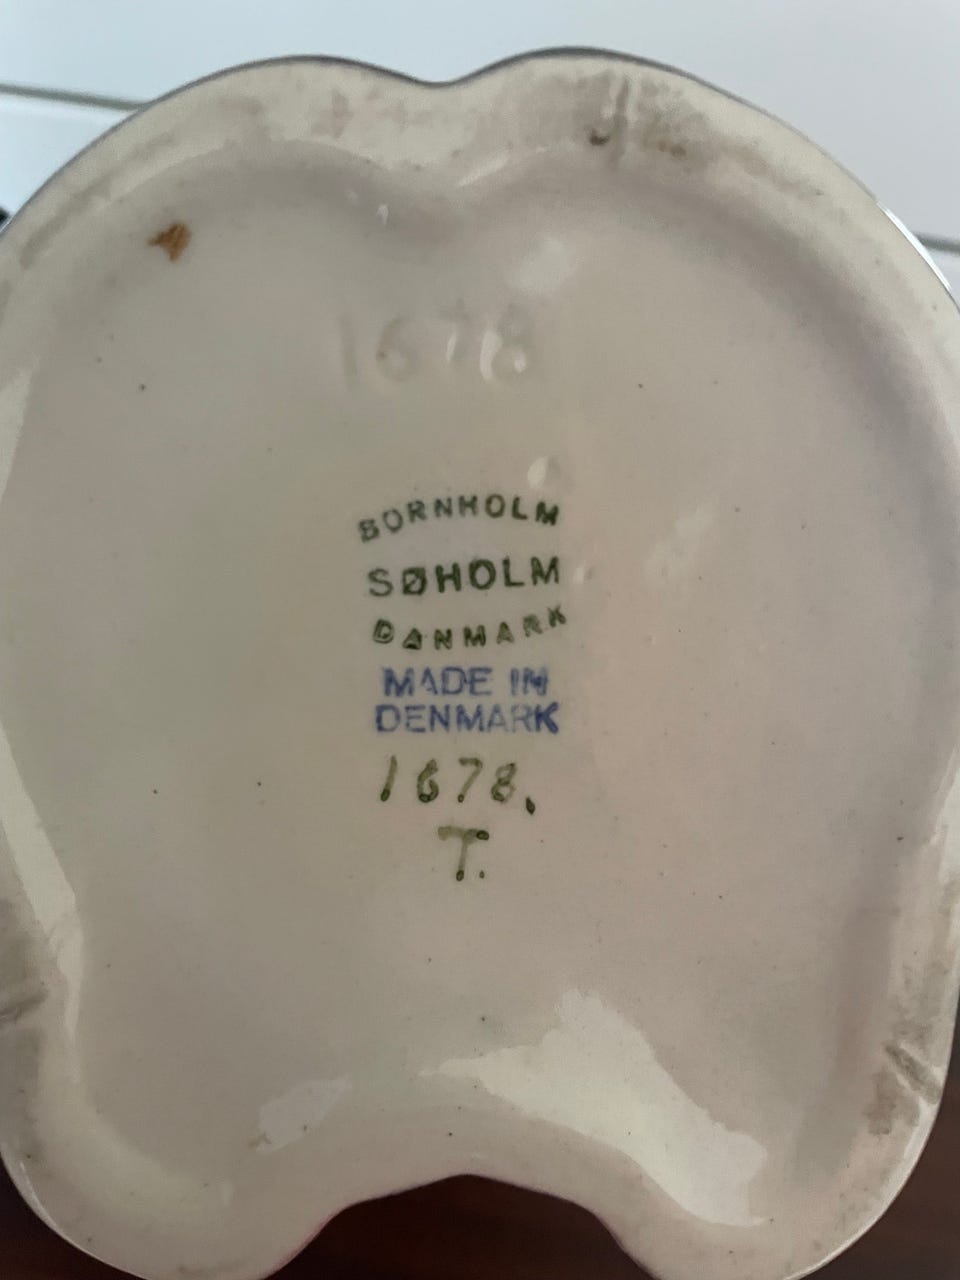 1678
BORNHOLM
SØHOLM
DANMARK
MADE IN
DENMARK
1678.
T.